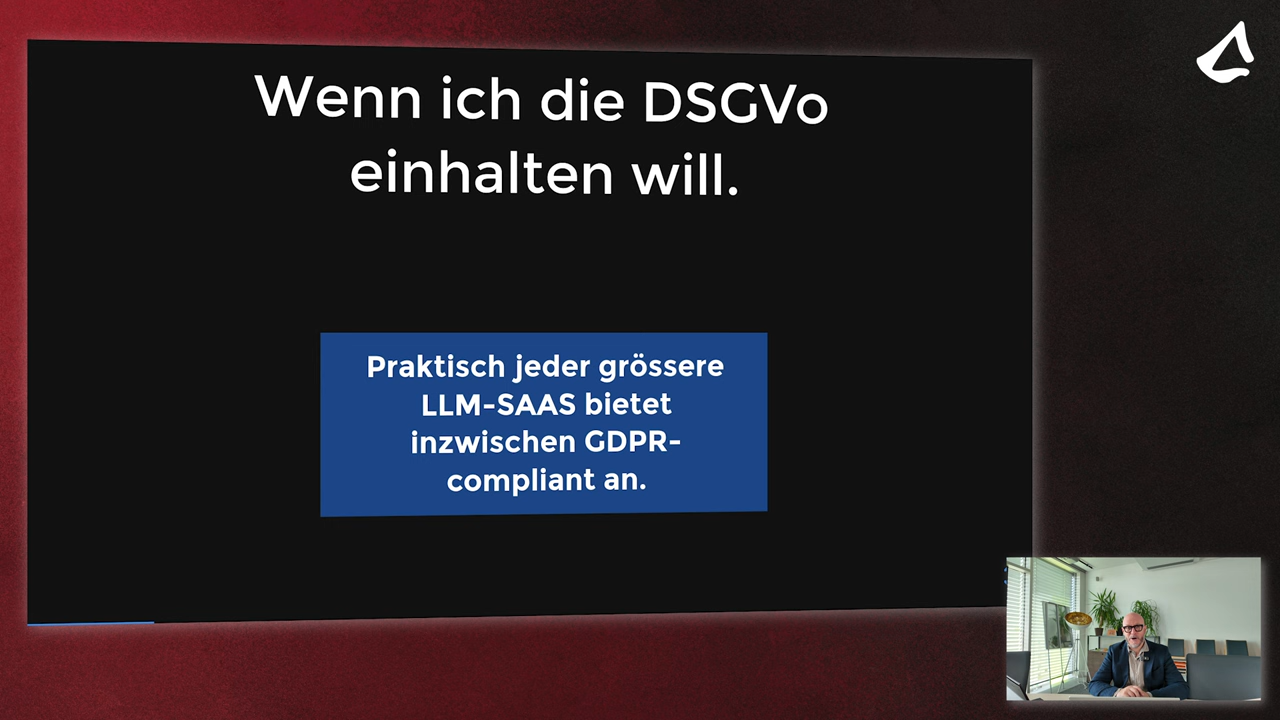 Wenn ich die DSGVo
einhalten will.
Praktisch jeder grössere
LLM-SAAS bietet
inzwischen GDPR-
compliant an.